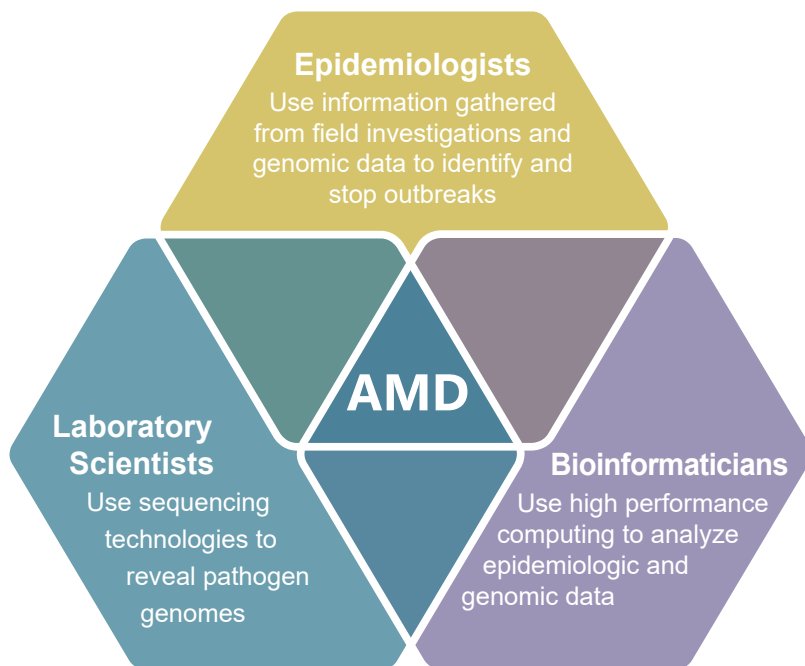 Epidemiologists
Use information gathered
from field investigations and
genomic data to identify and
stop outbreaks
AMD
Laboratory
Scientists
Use sequencing
technologies to
reveal pathogen
genomes
Bioinformaticians
Use high performance
computing to analyze
epidemiologic and
genomic data